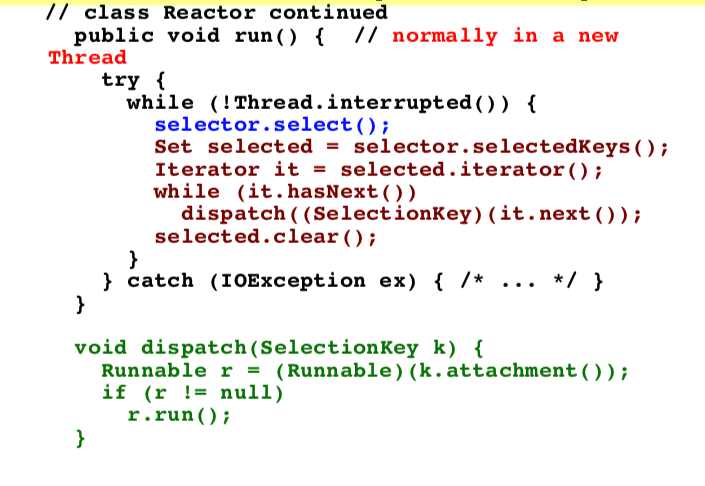 // class Reactor continued
public void run() {  // normally in a new
Thread
try {
while (!Thread.interrupted()) {
selector.select();
Set selected = selector.selectedKeys();
Iterator it = selected.iterator();
while (it.hasNext())
dispatch((SelectionKey)(it.next());
selected.clear();
}
} catch (IOException ex) { /* ... */ }
}
void dispatch(SelectionKey k) {
Runnable r = (Runnable)(k.attachment());
if (r != null)
r.run();
}